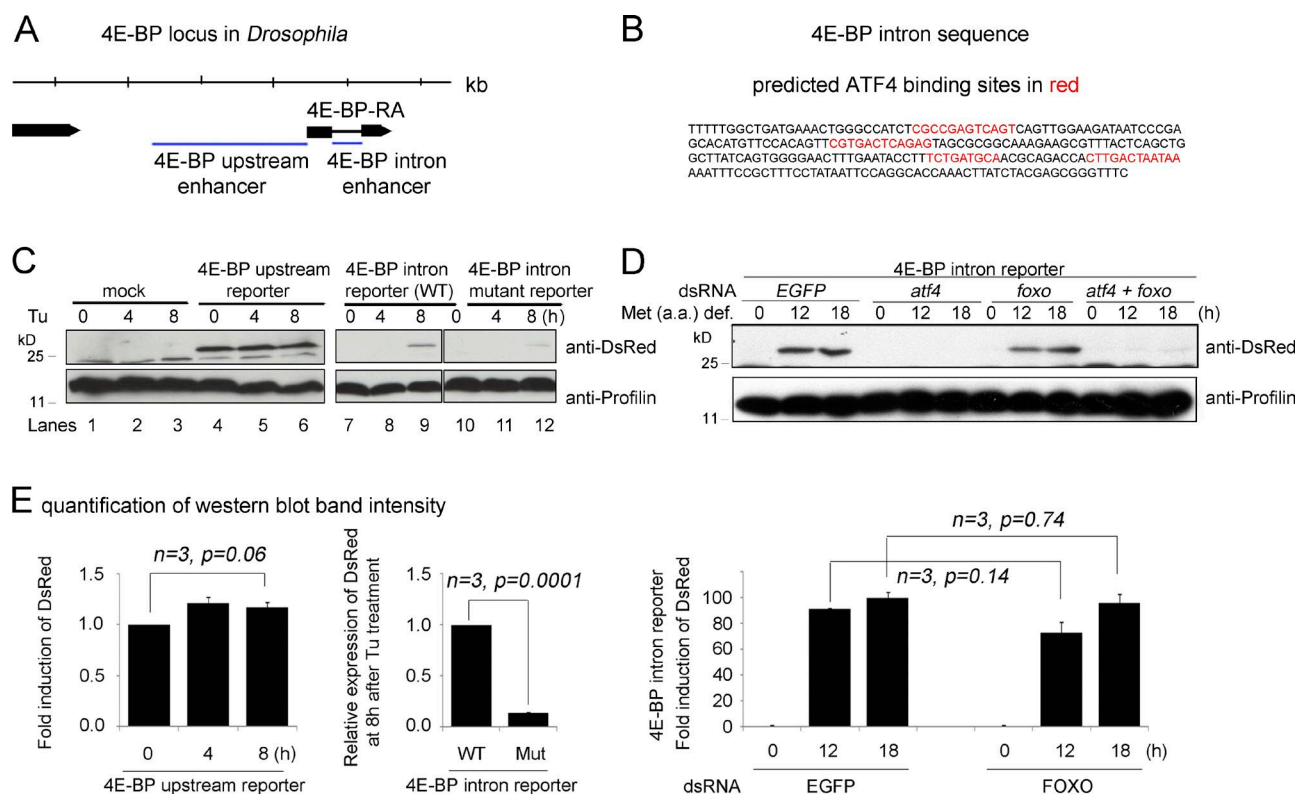 A 4E-BP locus in Drosophila
kb
4E-BP-RA
4E-BP upstream enhancer
4E-BP intron enhancer
B 4E-BP intron sequence
predicted ATF4 binding sites in red
TTTTTGGCTGATGAAACTGGGCCATCTCGCCGAGTCAGTCAGTTGGAAGATAATCCCGA
GCACATGTTCCACAGTTCGTGACTCAGAGTAGCGCGGCAAAGAAGCGTTTACTCAGCTG
GCTTATCAGTGGGGAACTTTGAATACCTTTCTGATGCAACGCAGACCACTTGACTAATAA
AAATTTCCGCTTTCCTATAATTCCAGGCACCAAACTTATCTACGAGCGGGTTTC
C
mock
4E-BP upstream reporter
4E-BP intron reporter (WT)
4E-BP intron mutant reporter
Tu 0 4 8 0 4 8 0 4 8 0 4 8 (h)
kD
25
anti-DsRed
11
anti-Profilin
Lanes 1 2 3 4 5 6 7 8 9 10 11 12
D
4E-BP intron reporter
dsRNA EGFP atf4 foxo atf4 + foxo
Met (a.a.) def. 0 12 18 0 12 18 0 12 18 0 12 18 (h)
kD
25
anti-DsRed
11
anti-Profilin
E quantification of western blot band intensity
Fold induction of DsRed
1.5
1.0
0.5
0.0
n=3, p=0.06
0 4 8 (h)
4E-BP upstream reporter
Relative expression of DsRed
at 8h after Tu treatment
1.5
1.0
0.5
0.0
n=3, p=0.0001
WT Mut
4E-BP intron reporter
4E-BP intron reporter
Fold induction of DsRed
100
80
60
40
20
0
n=3, p=0.74
n=3, p=0.14
0 12 18 0 12 18 (h)
dsRNA EGFP FOXO